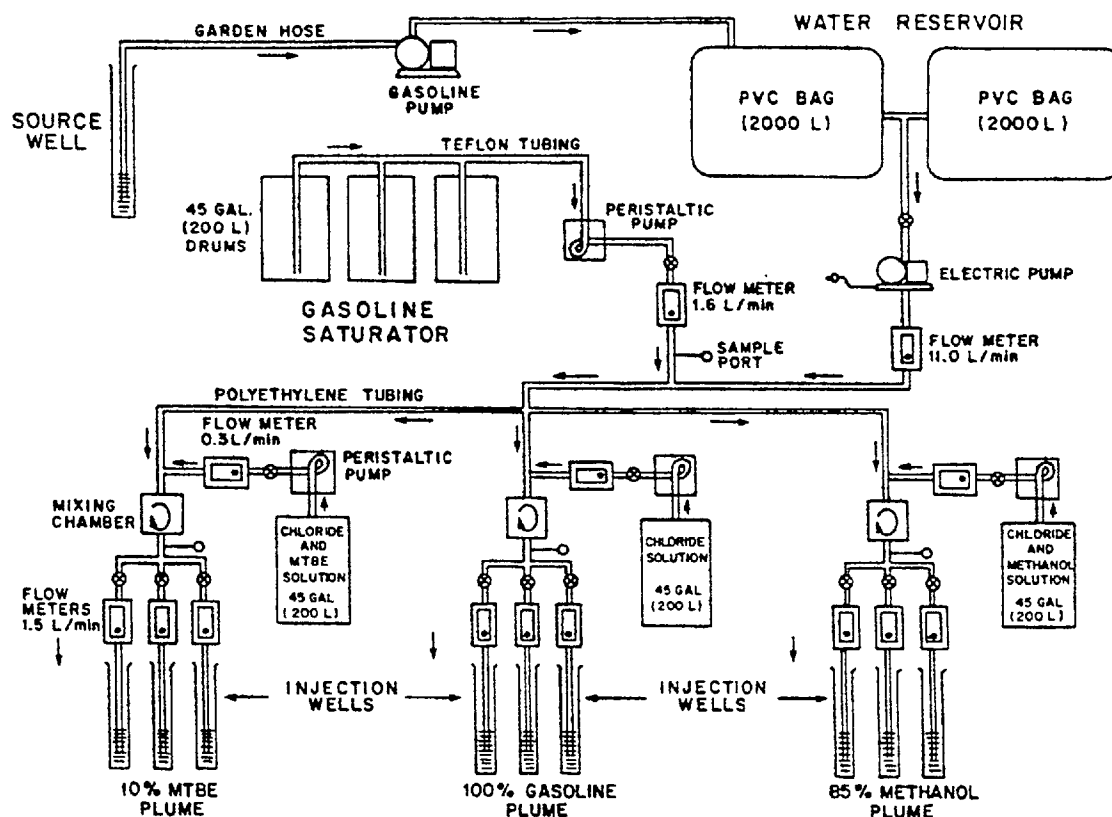 WATER RESERVOIR
GARDEN HOSE
GASOLINE
PUMP
PVC BAG
(2000 L)
PVC BAG
(2000 L)
SOURCE
WELL
TEFLON TUBING
45 GAL.
(200 L)
DRUMS
PERISTALTIC
PUMP
ELECTRIC PUMP
GASOLINE
SATURATOR
FLOW METER
1.6 L/min
FLOW METER
11.0 L/min
SAMPLE
PORT
POLYETHYLENE TUBING
FLOW METER
0.3 L/min
PERISTALTIC
PUMP
MIXING
CHAMBER
CHLORIDE
AND
MTBE
SOLUTION
45 GAL
(200 L)
CHLORIDE
SOLUTION
45 GAL
(200 L)
CHLORIDE
AND
METHANOL
SOLUTION
45 GAL
(200 L)
FLOW
METERS
1.5 L/min
INJECTION
WELLS
INJECTION
WELLS
10% MTBE
PLUME
100% GASOLINE
PLUME
85% METHANOL
PLUME